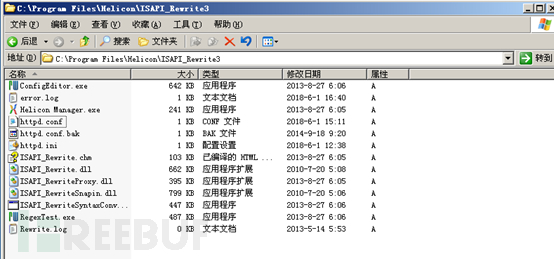 C:\Program Files\Helicon\ISAPI_Rewrite3
文件(F) 编辑(E) 查看(V) 收藏(A) 工具(T) 帮助(H)
后退 搜索 文件夹
地址(D) C:\Program Files\Helicon\ISAPI_Rewrite3 转到
名称 大小 类型 修改日期 属性
ConfigEditor.exe 642 KB 应用程序 2013-8-27 6:06 A
error.log 1 KB 文本文档 2018-6-1 16:40 A
Helicon Manager.exe 241 KB 应用程序 2013-8-27 6:05 A
httpd.conf 1 KB CONF 文件 2018-6-1 15:11 A
httpd.conf.bak 1 KB BAK 文件 2014-9-18 9:20 A
httpd.ini 1 KB 配置设置 2018-6-1 12:38 A
ISAPI_Rewrite.chm 103 KB 已编译的 HTML ... 2013-8-27 6:05 A
ISAPI_Rewrite.dll 662 KB 应用程序扩展 2010-7-20 5:08 A
ISAPI_RewriteProxy.dll 395 KB 应用程序扩展 2013-8-27 6:05 A
ISAPI_RewriteSnapin.dll 799 KB 应用程序扩展 2010-7-20 5:06 A
ISAPI_RewriteSyntaxConv... 447 KB 应用程序 2013-8-27 6:06 A
RegexTest.exe 487 KB 应用程序 2013-8-27 6:06 A
Rewrite.log 0 KB 文本文档 2013-5-14 5:53 A
REEBUF